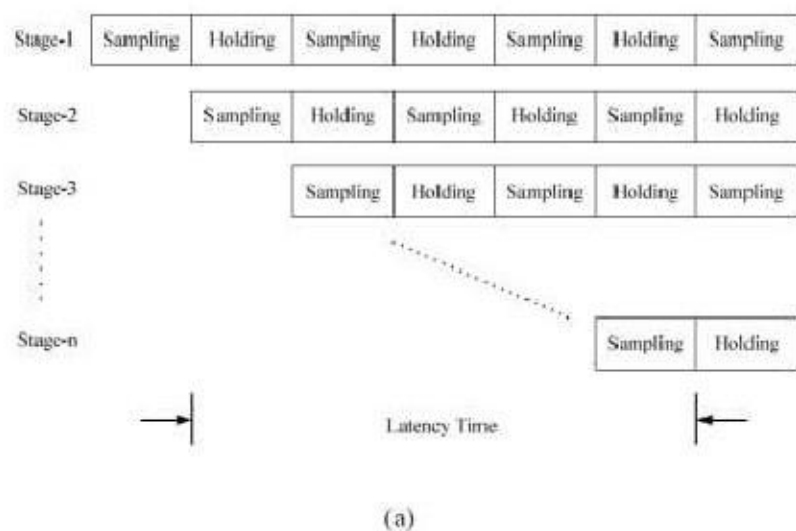 Stage-1 Sampling Holding Sampling Holding Sampling Holding Sampling
Stage-2 Sampling Holding Sampling Holding Sampling Holding
Stage-3 Sampling Holding Sampling Holding Sampling
Stage-n Sampling Holding
Latency Time
(a)